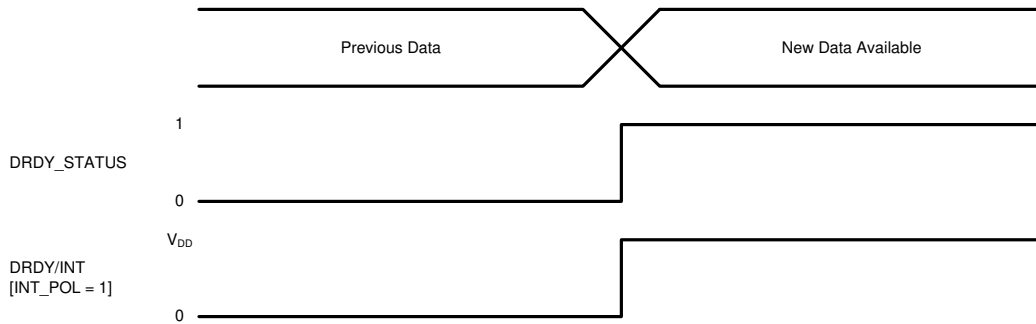 Previous Data
New Data Available
1
DRDY_STATUS
0
VDD
DRDY/INT
[INT_POL = 1]
0